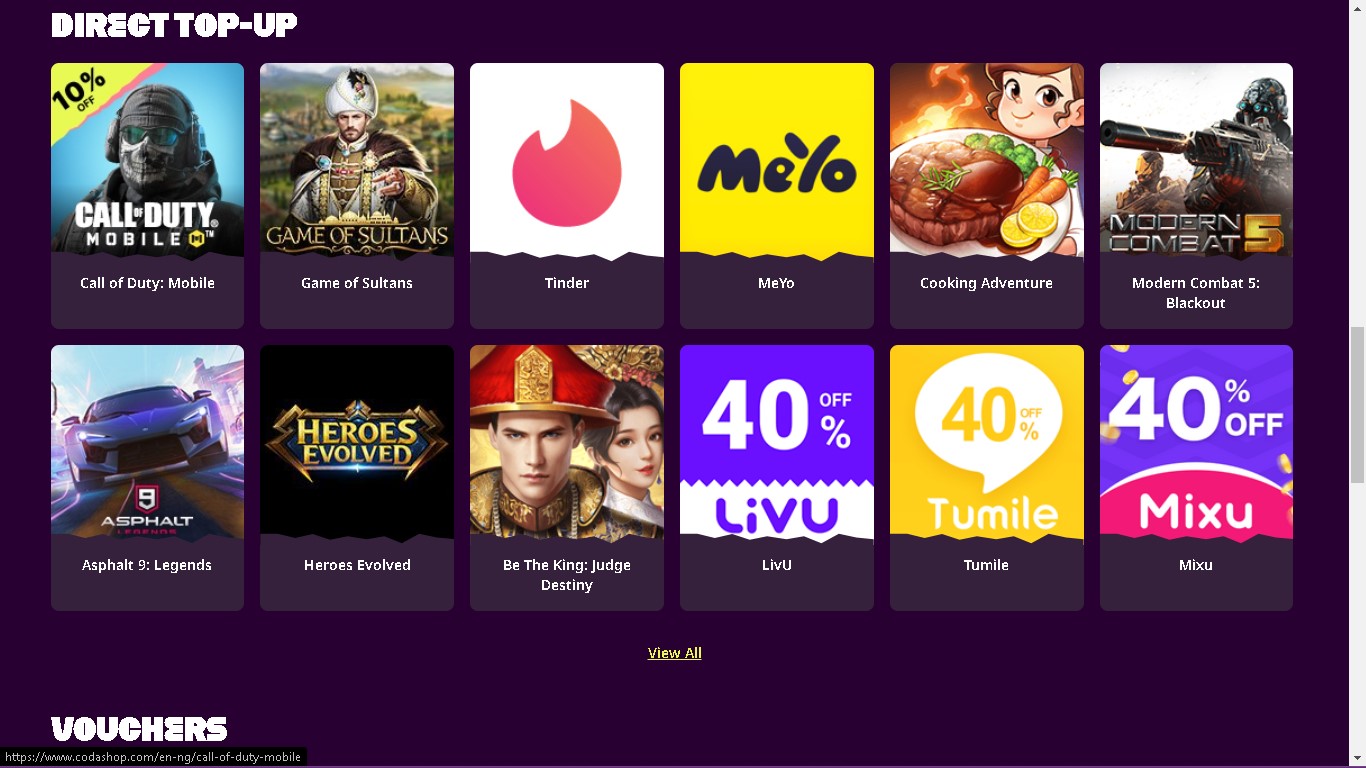 DIRECT TOP-UP
10%
OFF
CALL OF DUTY®
MOBILE TM
Call of Duty: Mobile
GAME OF SULTANS
Game of Sultans
Tinder
MeYo
MeYo
Cooking Adventure
MODERN
COMBAT 5
Modern Combat 5:
Blackout
9
ASPHALT
LEGENDS
Asphalt 9: Legends
HEROES
EVOLVED
Heroes Evolved
Be The King: Judge
Destiny
40 OFF
%
LivU
LivU
40 OFF
%
Tumile
Tumile
40%
OFF
Mixu
Mixu
View All
VOUCHERS
https://www.codashop.com/en-ng/call-of-duty-mobile